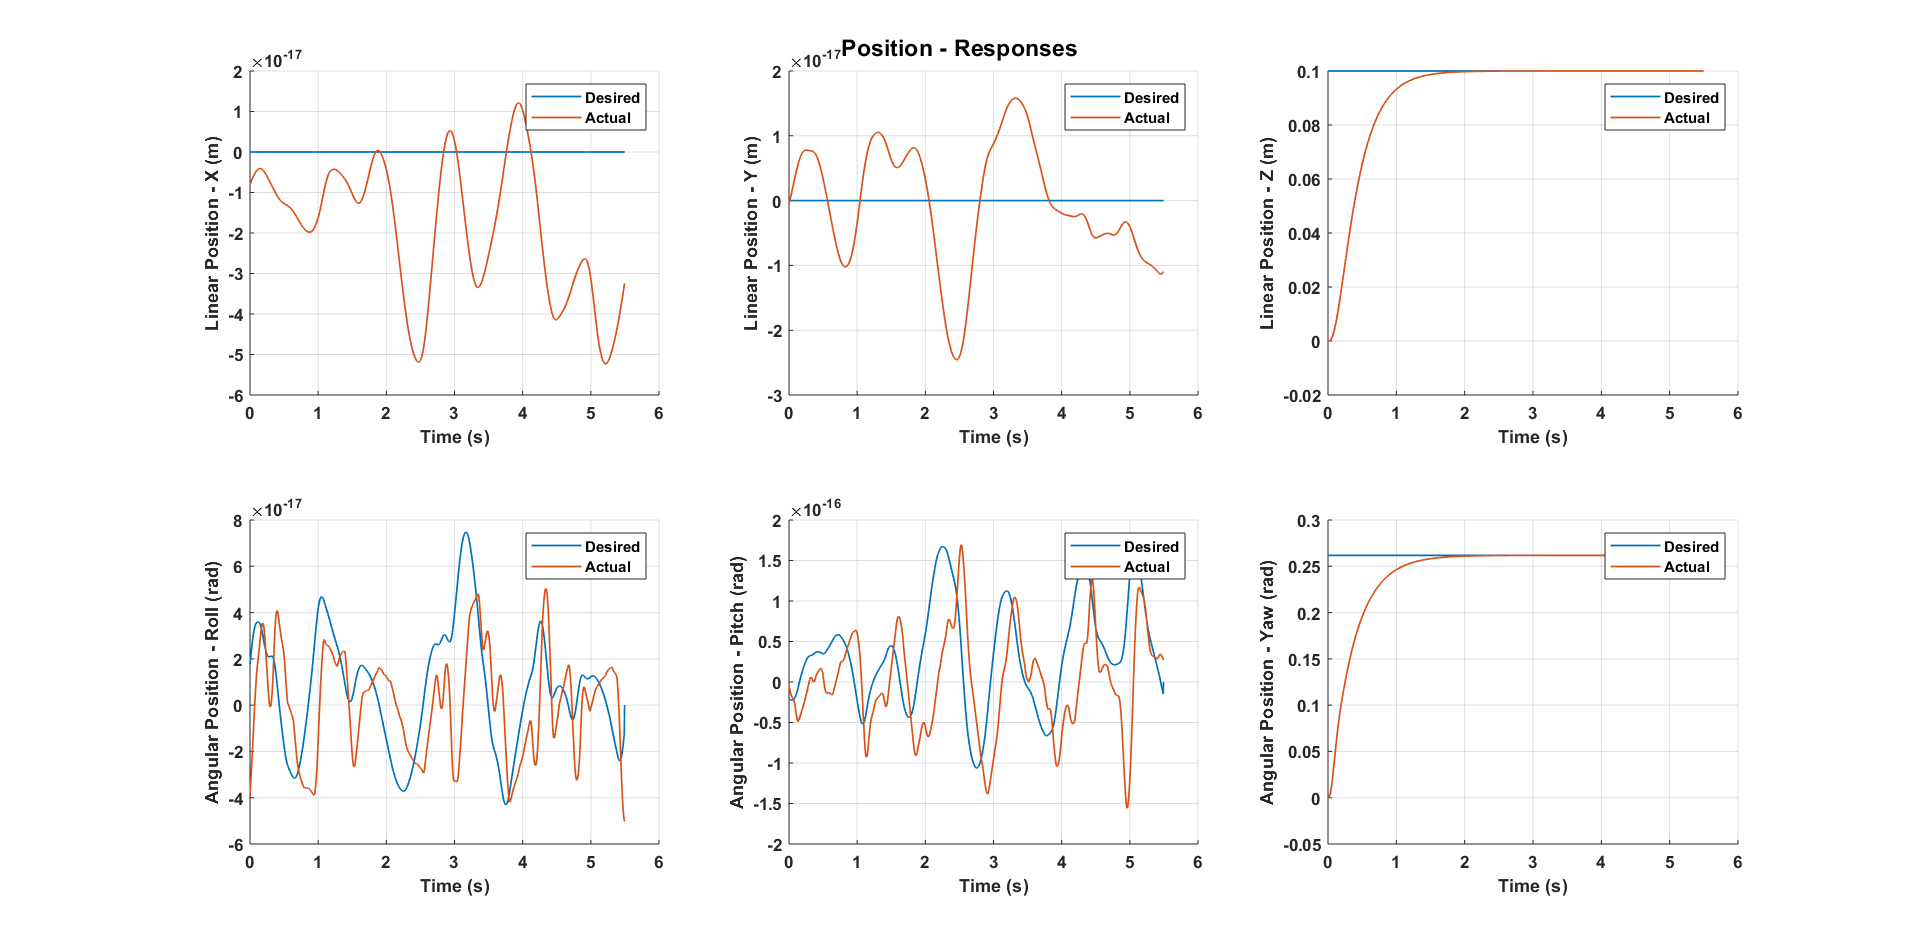 Position - Responses
×10-17
2
1
0
-1
-2
-3
-4
-5
-6
0 1 2 3 4 5 6
Time (s)
Linear Position - X (m)
Desired
Actual
×10-17
2
1
0
-1
-2
-3
0 1 2 3 4 5 6
Time (s)
Linear Position - Y (m)
Desired
Actual
0.1
0.08
0.06
0.04
0.02
0
-0.02
0 1 2 3 4 5 6
Time (s)
Linear Position - Z (m)
Desired
Actual
×10-17
8
6
4
2
0
-2
-4
-6
0 1 2 3 4 5 6
Time (s)
Angular Position - Roll (rad)
Desired
Actual
×10-16
2
1.5
1
0.5
0
-0.5
-1
-1.5
-2
0 1 2 3 4 5 6
Time (s)
Angular Position - Pitch (rad)
Desired
Actual
0.3
0.25
0.2
0.15
0.1
0.05
0
-0.05
0 1 2 3 4 5 6
Time (s)
Angular Position - Yaw (rad)
Desired
Actual